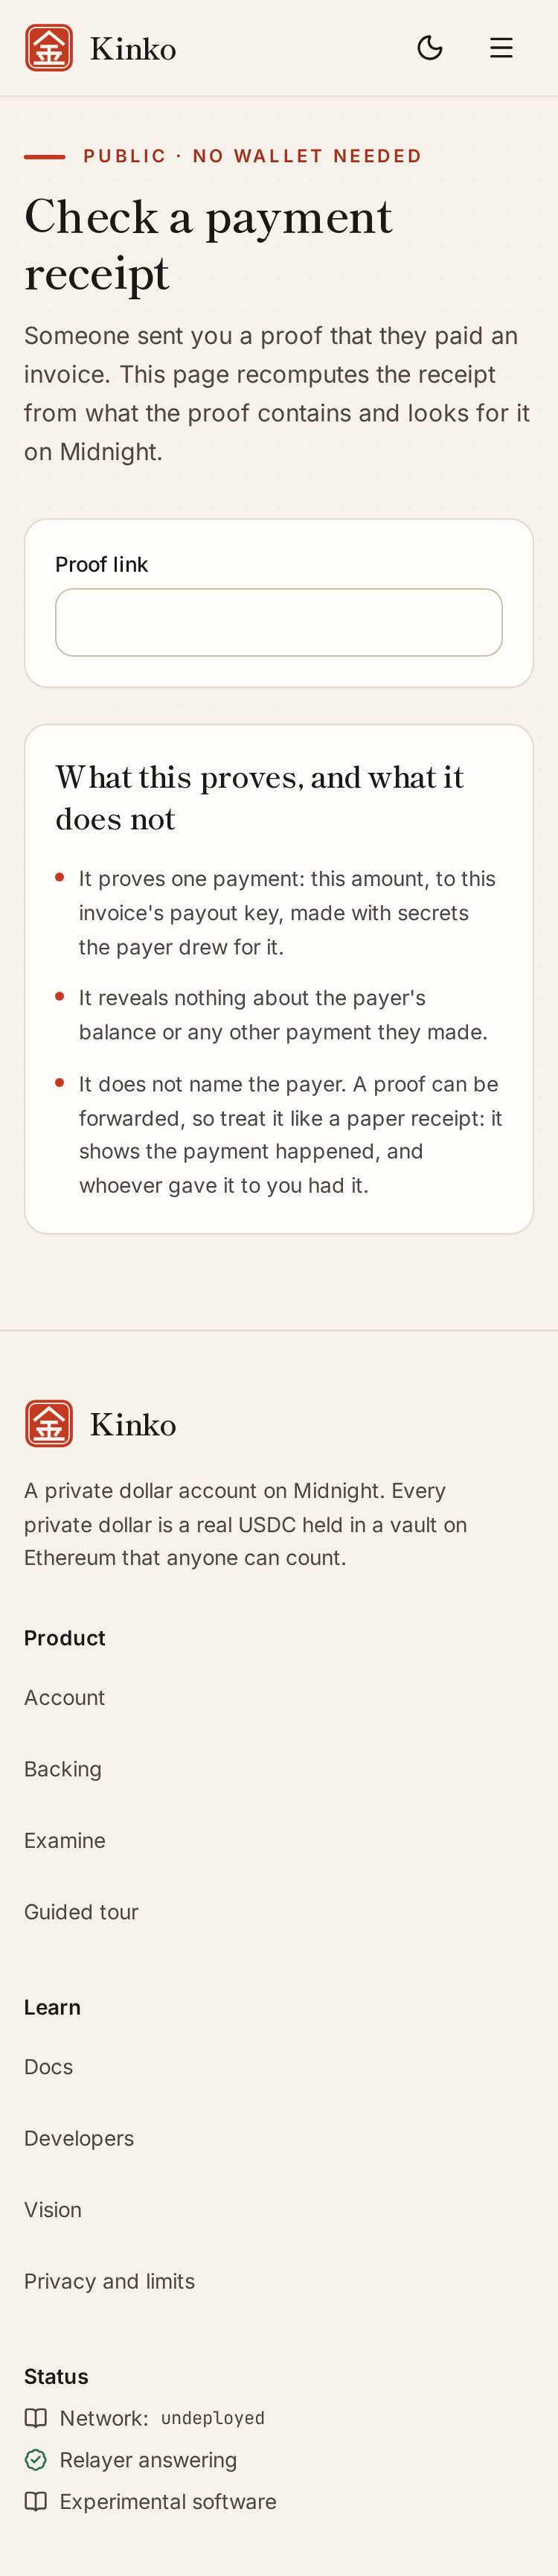 金 Kinko
PUBLIC · NO WALLET NEEDED
Check a payment
receipt
Someone sent you a proof that they paid an
invoice. This page recomputes the receipt
from what the proof contains and looks for it
on Midnight.
Proof link
What this proves, and what it
does not
It proves one payment: this amount, to this
invoice's payout key, made with secrets
the payer drew for it.
It reveals nothing about the payer's
balance or any other payment they made.
It does not name the payer. A proof can be
forwarded, so treat it like a paper receipt: it
shows the payment happened, and
whoever gave it to you had it.
金 Kinko
A private dollar account on Midnight. Every
private dollar is a real USDC held in a vault on
Ethereum that anyone can count.
Product
Account
Backing
Examine
Guided tour
Learn
Docs
Developers
Vision
Privacy and limits
Status
Network: undeployed
Relayer answering
Experimental software